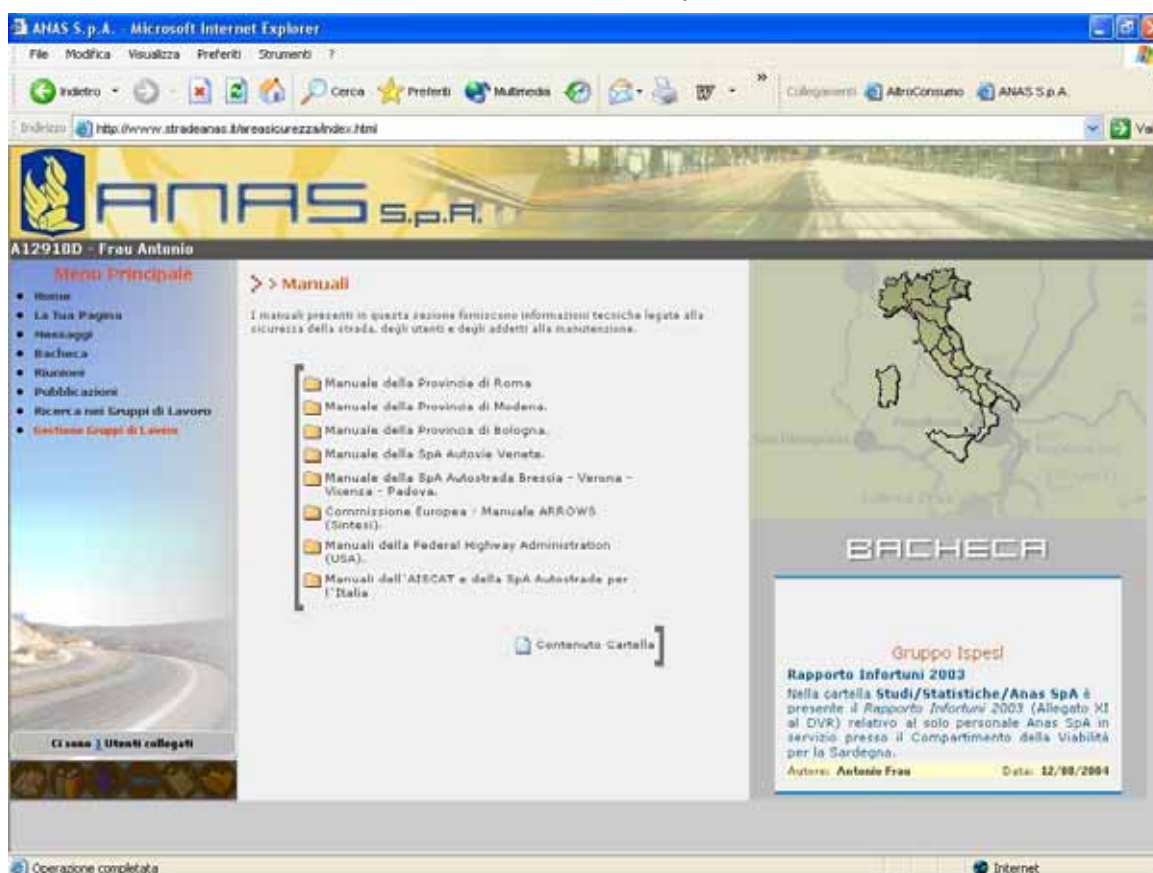 ANAS S.p.A. - Microsoft Internet Explorer
File Modifica Visualizza Preferiti Strumenti ?
Indietro Cerca Preferiti Multimedia » Collegamenti AltroConsumo ANAS S.p.A.
Indirizzo http://www.stradeanas.it/areasicurezza/index.html Vai
ANAS S.p.A.
A12910D - Frau Antonio
Menu Principale
Home
La Tua Pagina
Messaggi
Bacheca
Riunioni
Pubblicazioni
Ricerca nei Gruppi di Lavoro
Gestione Gruppi di Lavoro
Ci sono 1 Utenti collegati
> > Manuali
I manuali presenti in questa sezione forniscono informazioni tecniche legate alla
sicurezza della strada, degli utenti e degli addetti alla manutenzione.
Manuale della Provincia di Roma
Manuale della Provincia di Modena.
Manuale della Provincia di Bologna.
Manuale della SpA Autovie Venete.
Manuale della SpA Autostrada Brescia - Verona -
Vicenza - Padova.
Commissione Europea - Manuale ARROWS
(Sintesi).
Manuali della Federal Highway Administration
(USA).
Manuali dell'AISCAT e della SpA Autostrade per
l'Italia
Contenuto Cartella
BACHECA
Gruppo Ispesl
Rapporto Infortuni 2003
Nella cartella Studi/Statistiche/Anas SpA è
presente il Rapporto Infortuni 2003 (Allegato XI
al DVR) relativo al solo personale Anas SpA in
servizio presso il Compartimento della Viabilità
per la Sardegna.
Autore: Antonio Frau Data: 12/08/2004
Operazione completata Internet